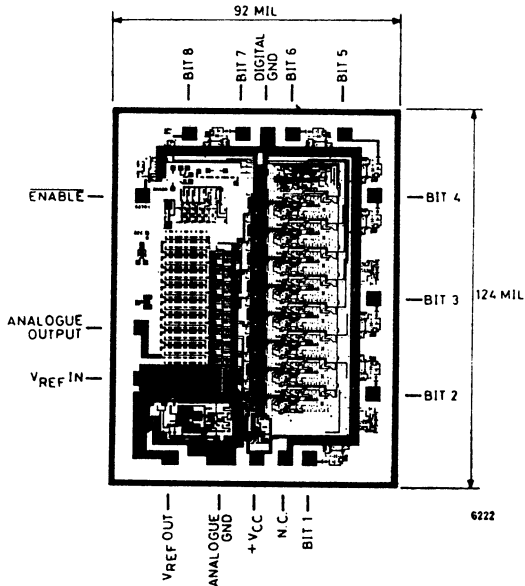 92 MIL
BIT 8
BIT 7
DIGITAL
GND
BIT 6
BIT 5
ENABLE
BIT 4
BIT 3
124 MIL
ANALOGUE
OUTPUT
VREF IN
BIT 2
VREF OUT
ANALOGUE
GND
+VCC
N.C.
BIT 1
6222